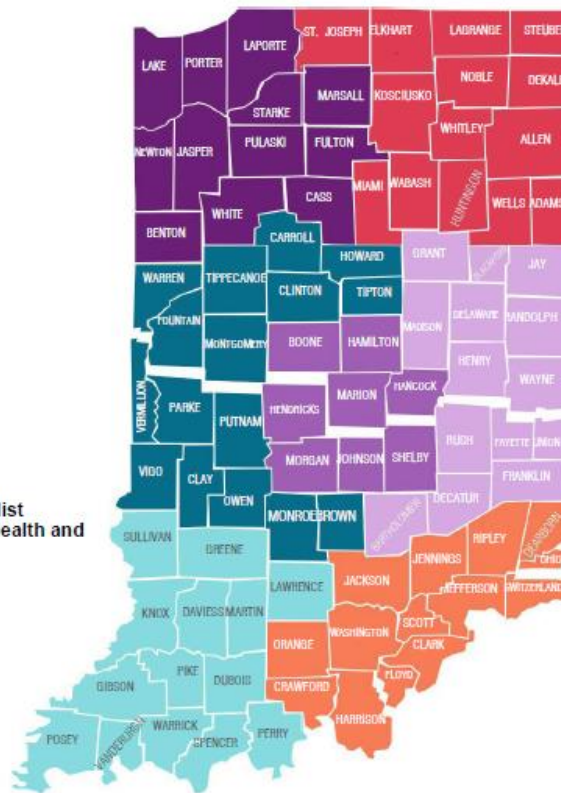 LAPORTE
ST. JOSEPH
ELKHART
LAGRANGE
STEUBE
LAKE
PORTER
NOBLE
DEKAL
STARKE
MARSALL
KOSCIUSKO
WHITLEY
ALLEN
NEWTON
JASPER
PULASKI
FULTON
MIAMI
WABASH
HUNTINGTON
WELLS
ADAMS
CASS
WHITE
BENTON
CARROLL
HOWARD
GRANT
JAY
WARREN
TIPPECANOE
CLINTON
TIPTON
FOUNTAIN
MADISON
DELAWARE
RANDOLPH
MONTGOMERY
BOONE
HAMILTON
HENRY
WAYNE
VERMILLION
PARKE
PUTNAM
HENDRICKS
MARION
HANCOCK
RUSH
FAYETTE
UNION
VIGO
CLAY
OWEN
MORGAN
JOHNSON
SHELBY
FRANKLIN
list
ealth and
DECATUR
BARTHOLOMEW
MONROE
BROWN
SULLIVAN
GREENE
RIPLEY
DEARBORN
OHIO
LAWRENCE
JACKSON
JENNINGS
JEFFERSON
SWITZERLAND
KNOX
DAVIESS
MARTIN
SCOTT
ORANGE
WASHINGTON
CLARK
PIKE
DUBOIS
GIBSON
CRAWFORD
FLOYD
HARRISON
POSEY
VANDERBURGH
WARRICK
SPENCER
PERRY